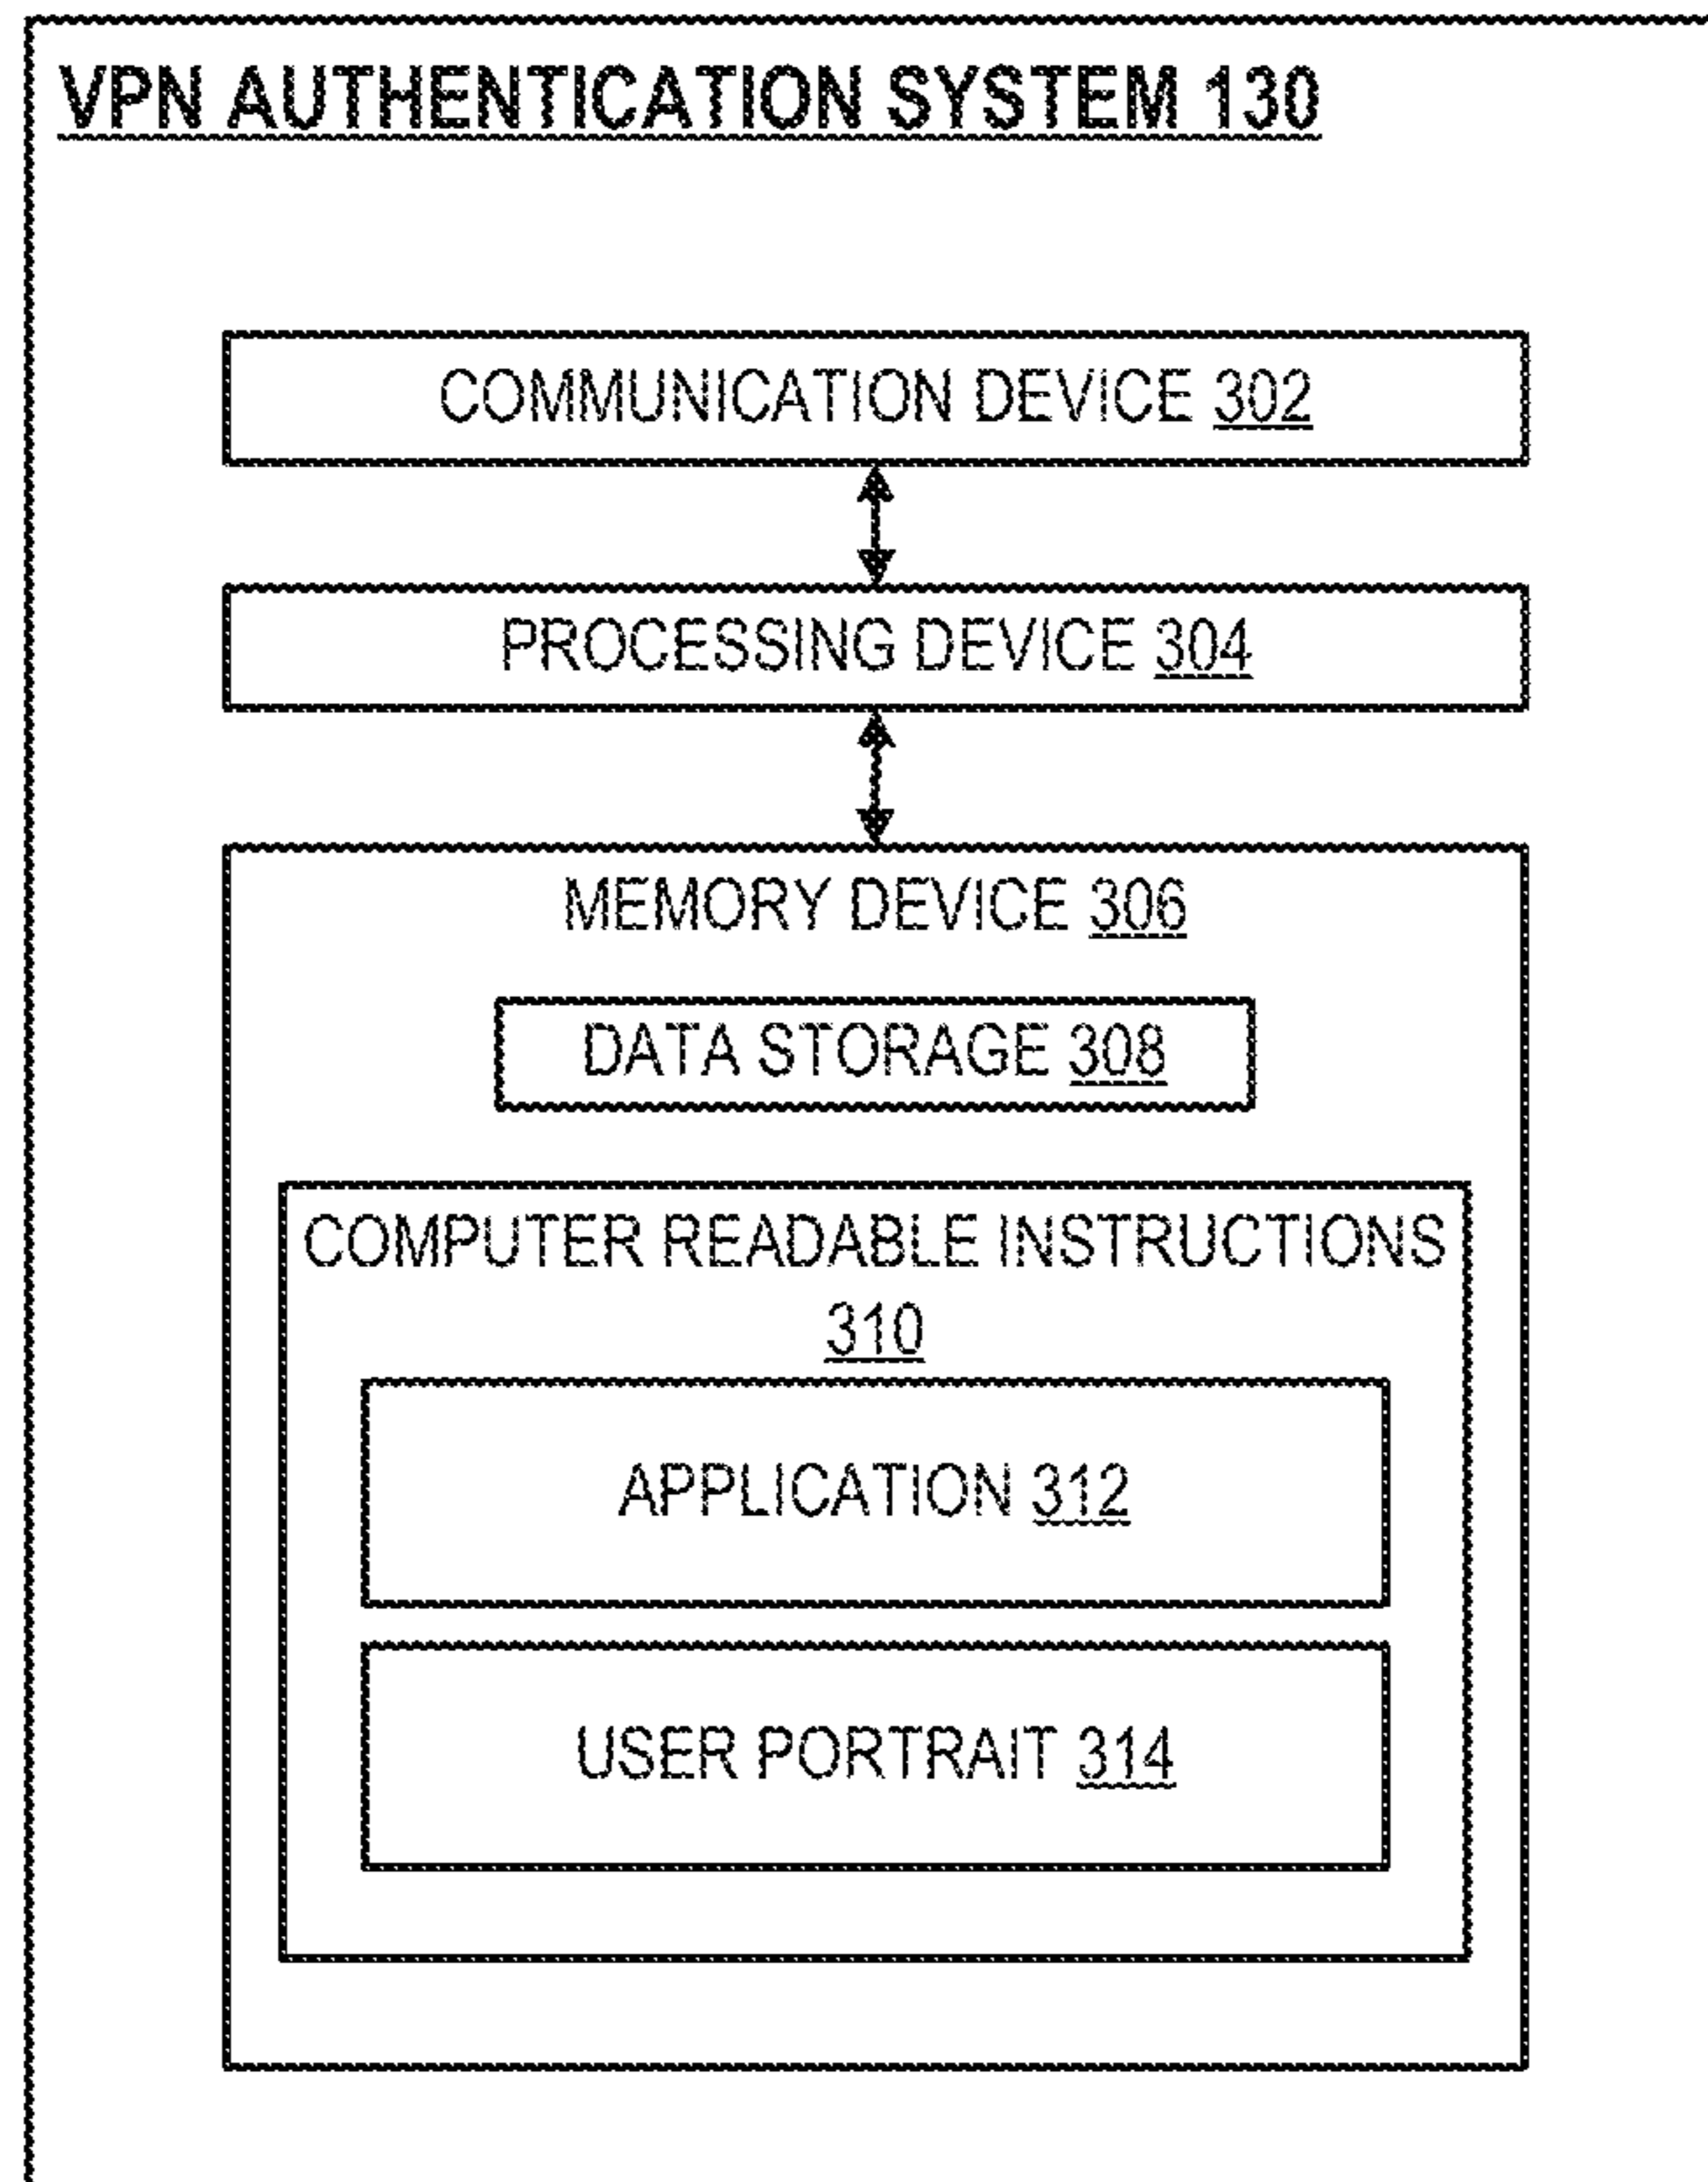 VPN AUTHENTICATION SYSTEM 130
COMMUNICATION DEVICE 302
PROCESSING DEVICE 304
MEMORY DEVICE 306
DATA STORAGE 308
COMPUTER READABLE INSTRUCTIONS
310
APPLICATION 312
USER PORTRAIT 314